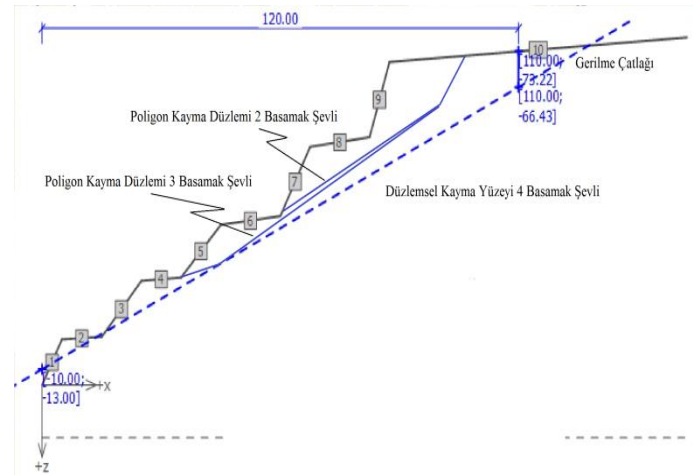 120.00
10
[110.00;
-73.22]
[110.00;
-66.43]
Gerilme Çatlağı
9
Poligon Kayma Düzlemi 2 Basamak Şevli
8
7
Poligon Kayma Düzlemi 3 Basamak Şevli
Düzlemsel Kayma Yüzeyi 4 Basamak Şevli
6
5
4
3
2
1
[-10.00;
-13.00]
+x
+z